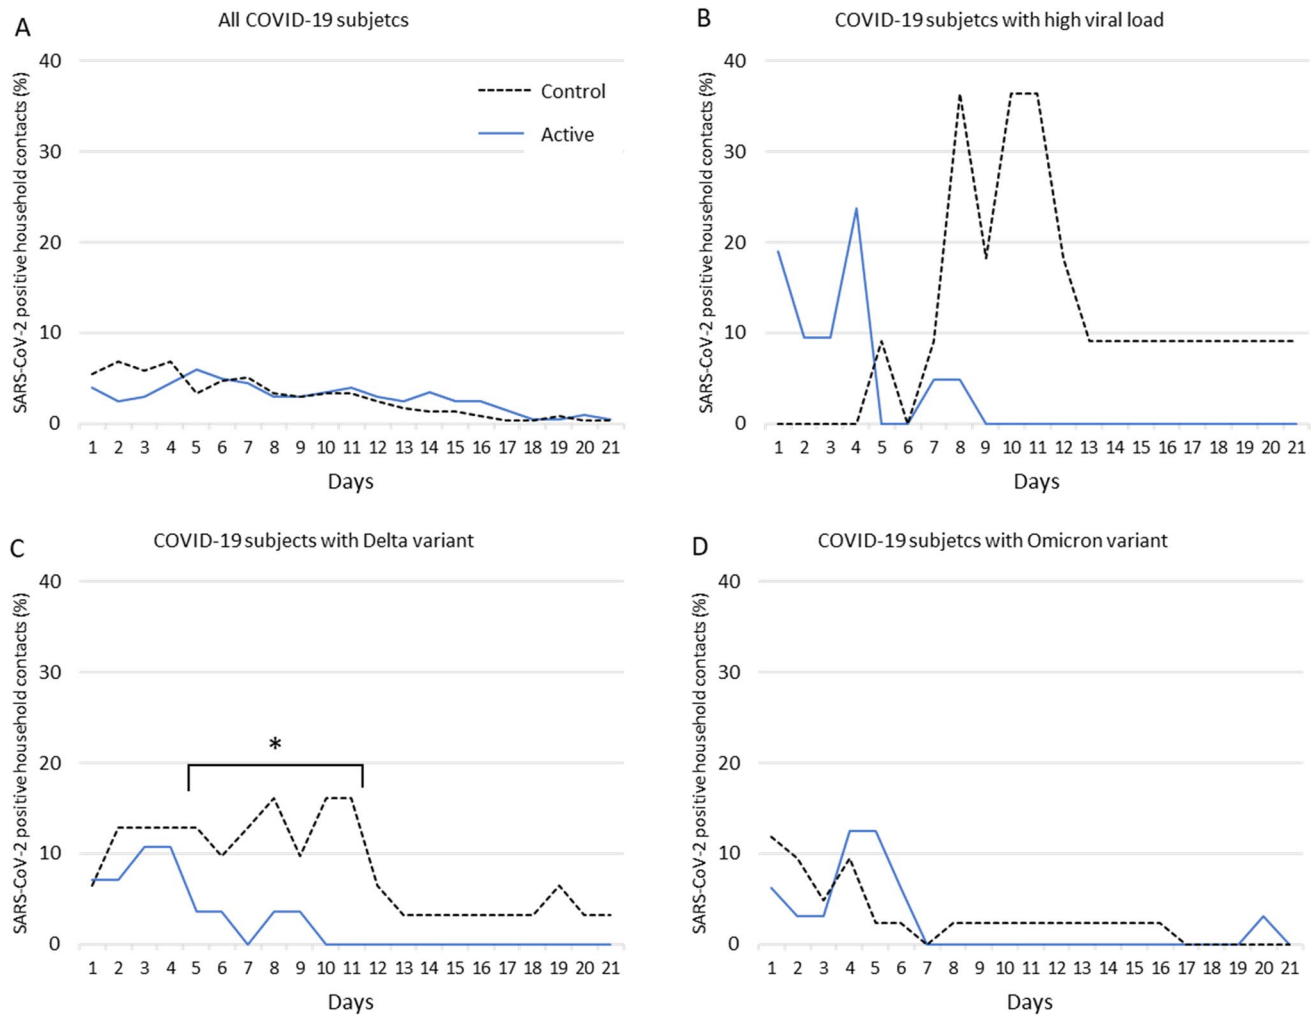 A
All COVID-19 subjetcs
SARS-CoV-2 positive household contacts (%)
40
30
20
10
0
Control
Active
1 2 3 4 5 6 7 8 9 10 11 12 13 14 15 16 17 18 19 20 21
Days
B
COVID-19 subjetcs with high viral load
SARS-CoV-2 positive household contacts (%)
40
30
20
10
0
1 2 3 4 5 6 7 8 9 10 11 12 13 14 15 16 17 18 19 20 21
Days
C
COVID-19 subjects with Delta variant
SARS-CoV-2 positive household contacts (%)
40
30
20
10
0
*
1 2 3 4 5 6 7 8 9 10 11 12 13 14 15 16 17 18 19 20 21
Days
D
COVID-19 subjetcs with Omicron variant
SARS-CoV-2 positive household contacts (%)
40
30
20
10
0
1 2 3 4 5 6 7 8 9 10 11 12 13 14 15 16 17 18 19 20 21
Days